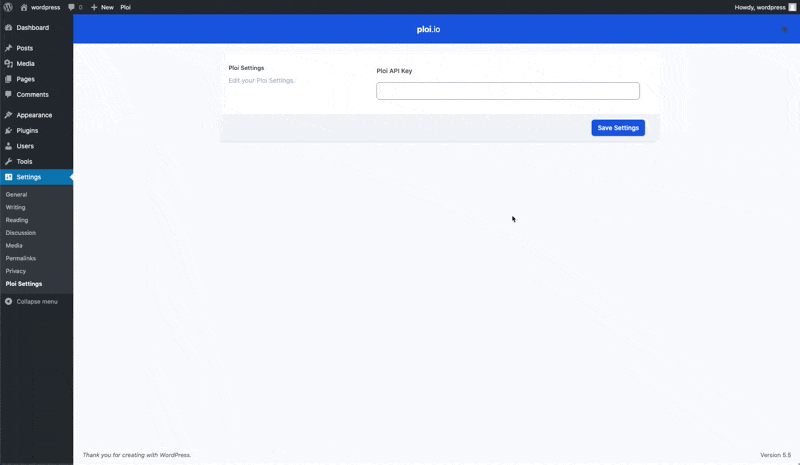 wordpress 0 New Ploi Howdy, wordpress
ploi.io
Dashboard
Posts
Media
Pages
Comments
Appearance
Plugins
Users
Tools
Settings
General
Writing
Reading
Discussion
Media
Permalinks
Privacy
Ploi Settings
Collapse menu
Ploi Settings
Edit your Ploi Settings.
Ploi API Key
Save Settings
Thank you for creating with WordPress. Version 5.5